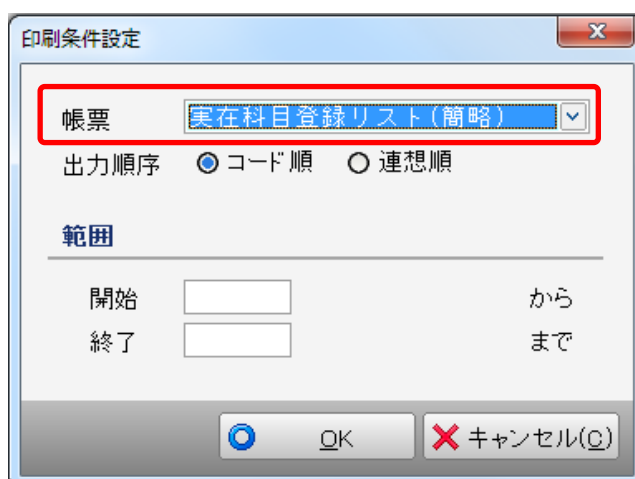 印刷条件設定
帳票 実在科目登録リスト(簡略)
出力順序 コード順 連想順
範囲
開始 から
終了 まで
OK キャンセル(C)